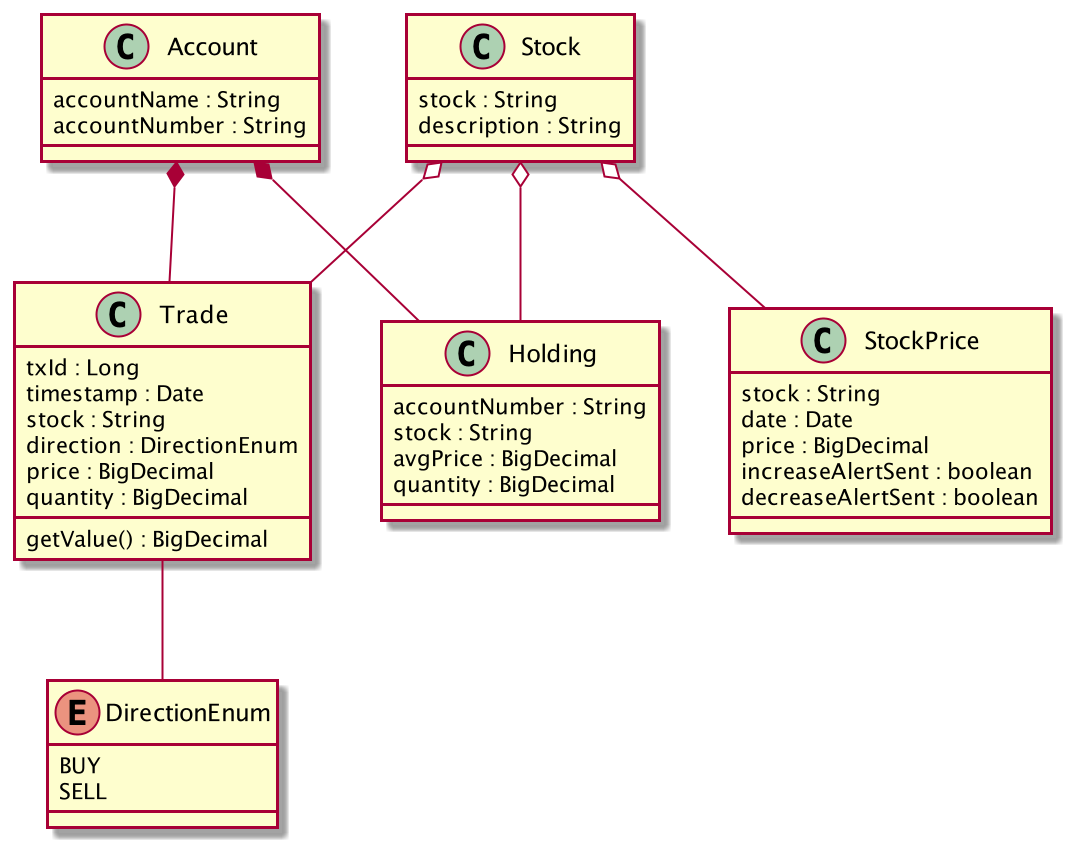 C Account
accountName : String
accountNumber : String
C Stock
stock : String
description : String
C Trade
txId : Long
timestamp : Date
stock : String
direction : DirectionEnum
price : BigDecimal
quantity : BigDecimal
getValue() : BigDecimal
C Holding
accountNumber : String
stock : String
avgPrice : BigDecimal
quantity : BigDecimal
C StockPrice
stock : String
date : Date
price : BigDecimal
increaseAlertSent : boolean
decreaseAlertSent : boolean
E DirectionEnum
BUY
SELL